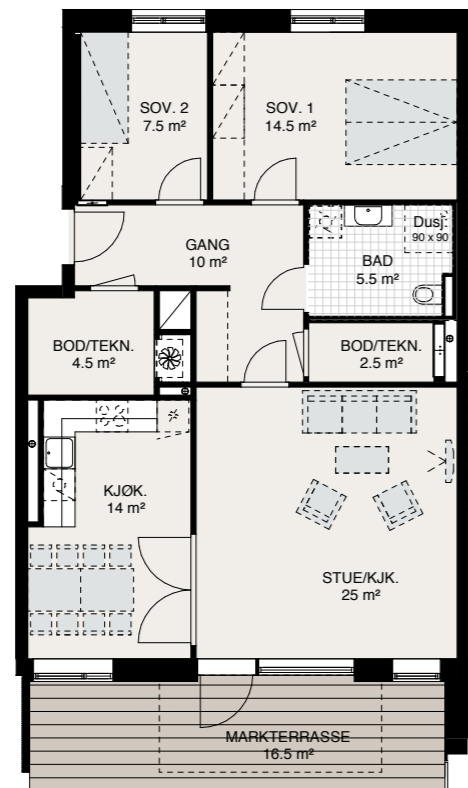 SOV. 2
7.5 m²
SOV. 1
14.5 m²
Dusj:
90 x 90
GANG
10 m²
BAD
5.5 m²
BOD/TEKN.
4.5 m²
BOD/TEKN.
2.5 m²
KJØK.
14 m²
STUE/KJK.
25 m²
MARKTERRASSE
16.5 m²